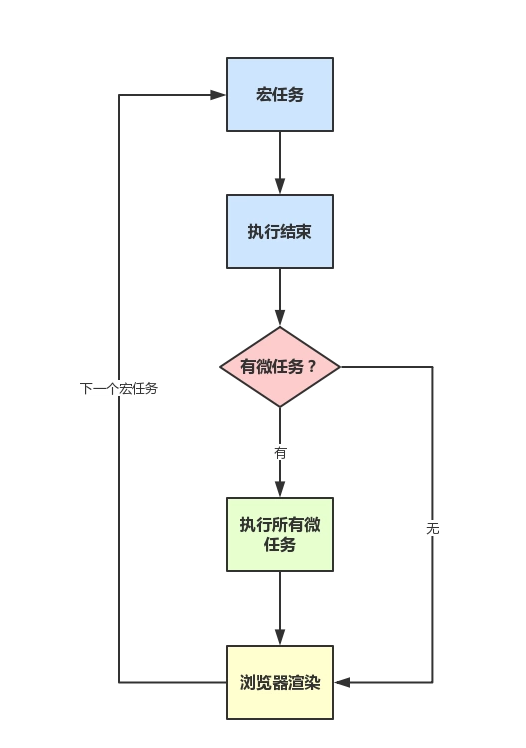 宏任务
执行结束
有微任务？
下一个宏任务
有
执行所有微
任务
无
浏览器渲染